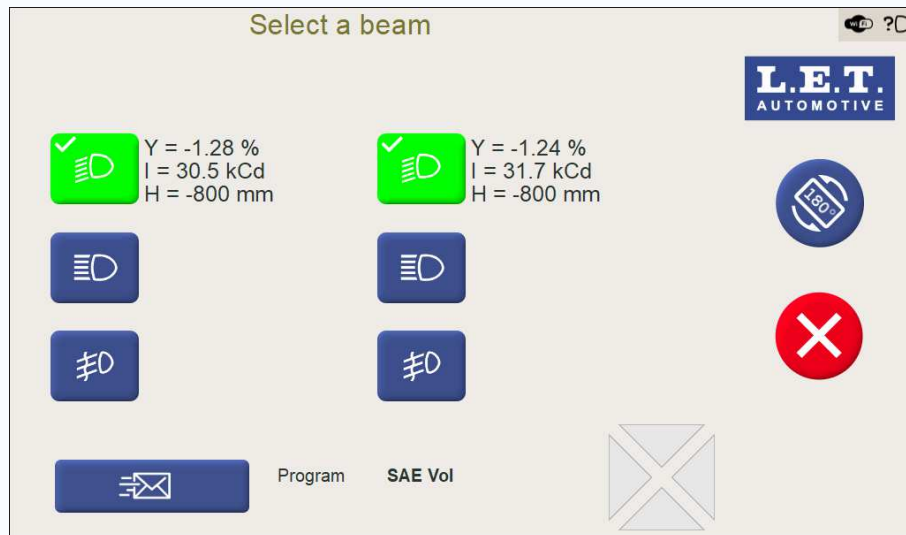 Select a beam
WiFi
?
L.E.T.
AUTOMOTIVE
Y = -1.28 %
I = 30.5 kCd
H = -800 mm
Y = -1.24 %
I = 31.7 kCd
H = -800 mm
180°
Program SAE Vol